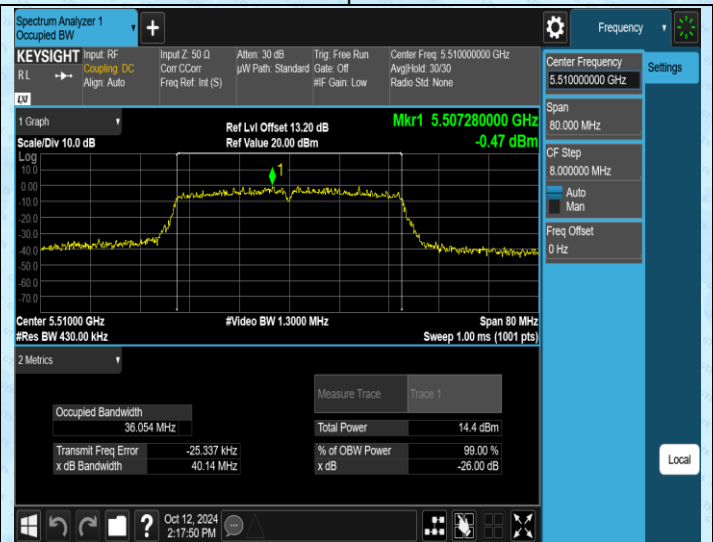 Spectrum Analyzer 1
Occupied BW
+
Frequency
KEYSIGHT
RL
LXI
Input: RF
Coupling: DC
Align: Auto
Input Z: 50 Ω
Corr CCorr
Freq Ref: Int (S)
Atten: 30 dB
µW Path: Standard
Trig: Free Run
Gate: Off
#IF Gain: Low
Center Freq: 5.510000000 GHz
Avg|Hold: 30/30
Radio Std: None
Center Frequency
5.510000000 GHz
Settings
Span
80.000 MHz
CF Step
8.000000 MHz
Auto
Man
Freq Offset
0 Hz
Local
1 Graph
Scale/Div 10.0 dB
Ref Lvl Offset 13.20 dB
Ref Value 20.00 dBm
Mkr1 5.507280000 GHz
-0.47 dBm
Log
10.0
0.00
-10.0
-20.0
-30.0
-40.0
-50.0
-60.0
-70.0
1
Center 5.51000 GHz
#Res BW 430.00 kHz
#Video BW 1.3000 MHz
Span 80 MHz
Sweep 1.00 ms (1001 pts)
2 Metrics
Measure Trace Trace 1
Occupied Bandwidth
36.054 MHz
Total Power 14.4 dBm
Transmit Freq Error -25.337 kHz
% of OBW Power 99.00 %
x dB Bandwidth 40.14 MHz
x dB -26.00 dB
?
Oct 12, 2024
2:17:50 PM